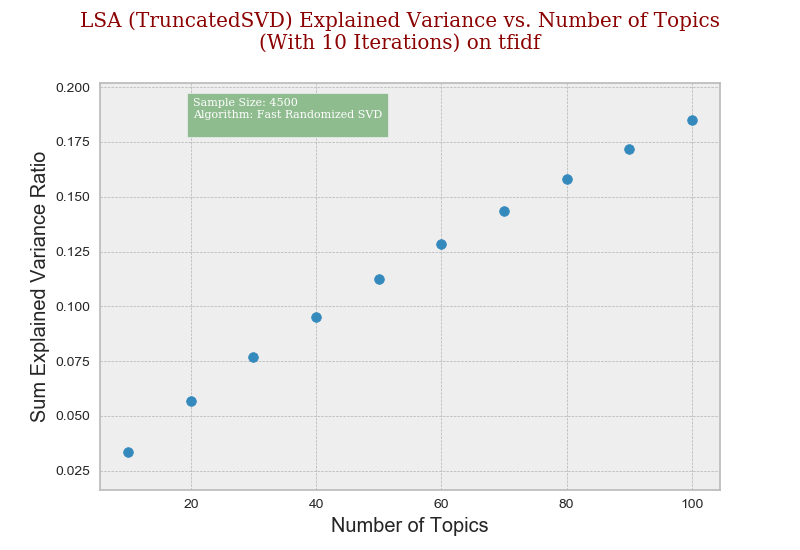 LSA (TruncatedSVD) Explained Variance vs. Number of Topics
(With 10 Iterations) on tfidf
Sample Size: 4500
Algorithm: Fast Randomized SVD
Sum Explained Variance Ratio
0.200
0.175
0.150
0.125
0.100
0.075
0.050
0.025
20 40 60 80 100
Number of Topics